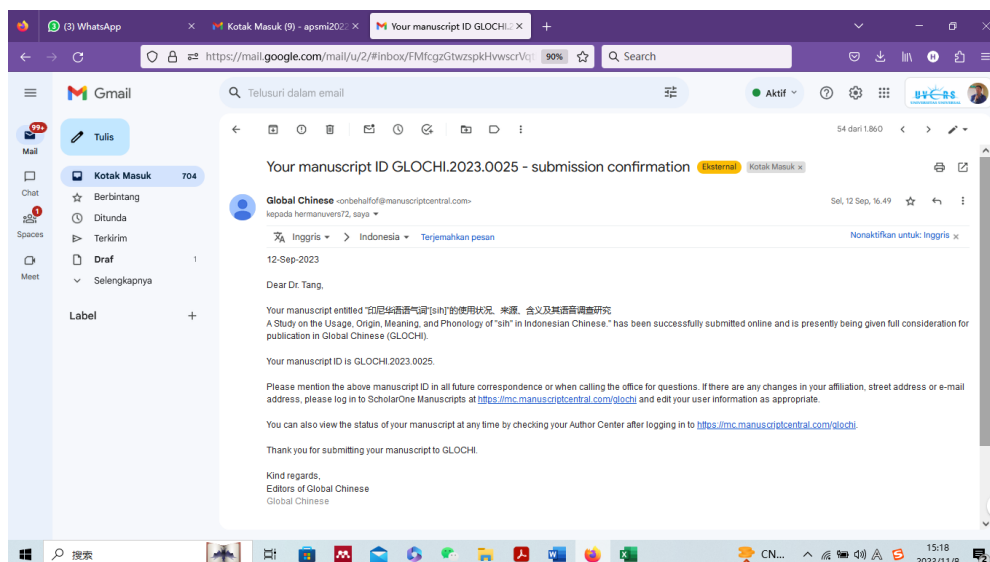 (3) WhatsApp
Kotak Masuk (9) - apsmi2022
Your manuscript ID GLOCHI.2
https://mail.google.com/mail/u/2/#inbox/FMfcgzGtwzspkHvwscrVq
90%
Search
Gmail
Telusuri dalam email
Aktif
UVERS
99+
Mail
Tulis
54 dari 1.860
Chat
Spaces
Meet
Kotak Masuk 704
Berbintang
Ditunda
Terkirim
Draf 1
Selengkapnya
Label
Your manuscript ID GLOCHI.2023.0025 - submission confirmation Eksternal Kotak Masuk x
Global Chinese <onbehalfof@manuscriptcentral.com>
Sel, 12 Sep, 16.49
kepada hermanuvers72, saya
Inggris > Indonesia Terjemahkan pesan
Nonaktifkan untuk: Inggris x
12-Sep-2023
Dear Dr. Tang,
Your manuscript entitled "印尼华语语气词"[sih]"的使用状况、来源、含义及其语音调查研究
A Study on the Usage, Origin, Meaning, and Phonology of "sih" in Indonesian Chinese." has been successfully submitted online and is presently being given full consideration for
publication in Global Chinese (GLOCHI).
Your manuscript ID is GLOCHI.2023.0025.
Please mention the above manuscript ID in all future correspondence or when calling the office for questions. If there are any changes in your affiliation, street address or e-mail
address, please log in to ScholarOne Manuscripts at https://mc.manuscriptcentral.com/glochi and edit your user information as appropriate.
You can also view the status of your manuscript at any time by checking your Author Center after logging in to https://mc.manuscriptcentral.com/glochi.
Thank you for submitting your manuscript to GLOCHI.
Kind regards,
Editors of Global Chinese
Global Chinese
搜索
CN...
15:18
2023/11/8